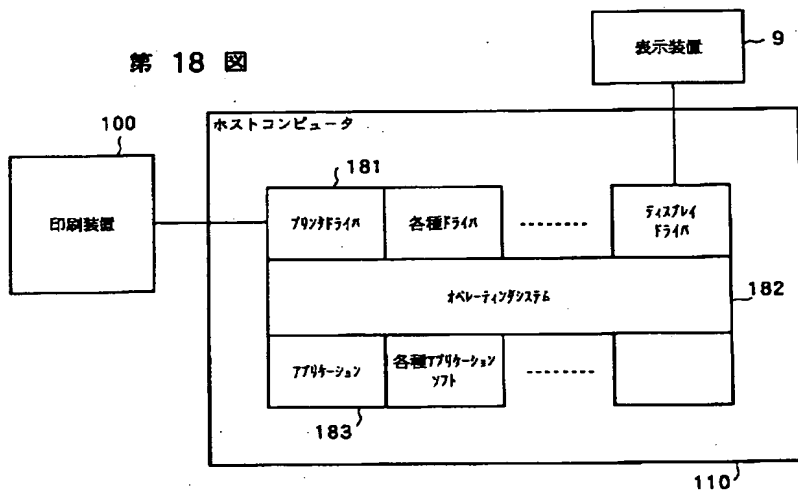 第 18 図
表示装置
9
100
ホストコンピュータ
181
印刷装置
プリンタドライバ
各種ドライバ
ディスプレイ
ドライバ
オペレーティングシステム
182
アプリケーション
各種アプリケーション
ソフト
183
110